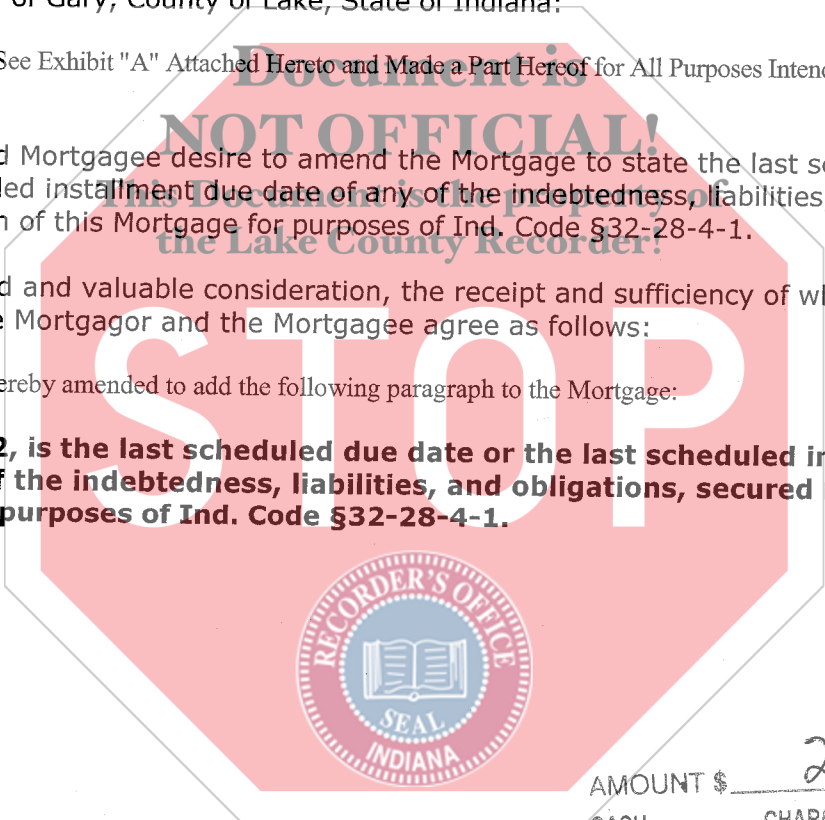 of Gary, County of Lake, State of Indiana:
See Exhibit "A" Attached Hereto and Made a Part Hereof for All Purposes
Document is
NOT OFFICIAL!
Mortgagee desire to amend the Mortgage to state the last
installment due date of any of the indebtedness, liabilities
This Document is the property of
of this Mortgage for purposes of Ind. Code §32-28-4-1.
the Lake County Recorder!
and valuable consideration, the receipt and sufficiency of
Mortgagor and the Mortgagee agree as follows:
STOP
amended to add the following paragraph to the Mortgage:
2, is the last scheduled due date or the last scheduled
the indebtedness, liabilities, and obligations, secured
purposes of Ind. Code §32-28-4-1.
RECORDER'S OFFICE
SEAL
INDIANA
AMOUNT $ 2